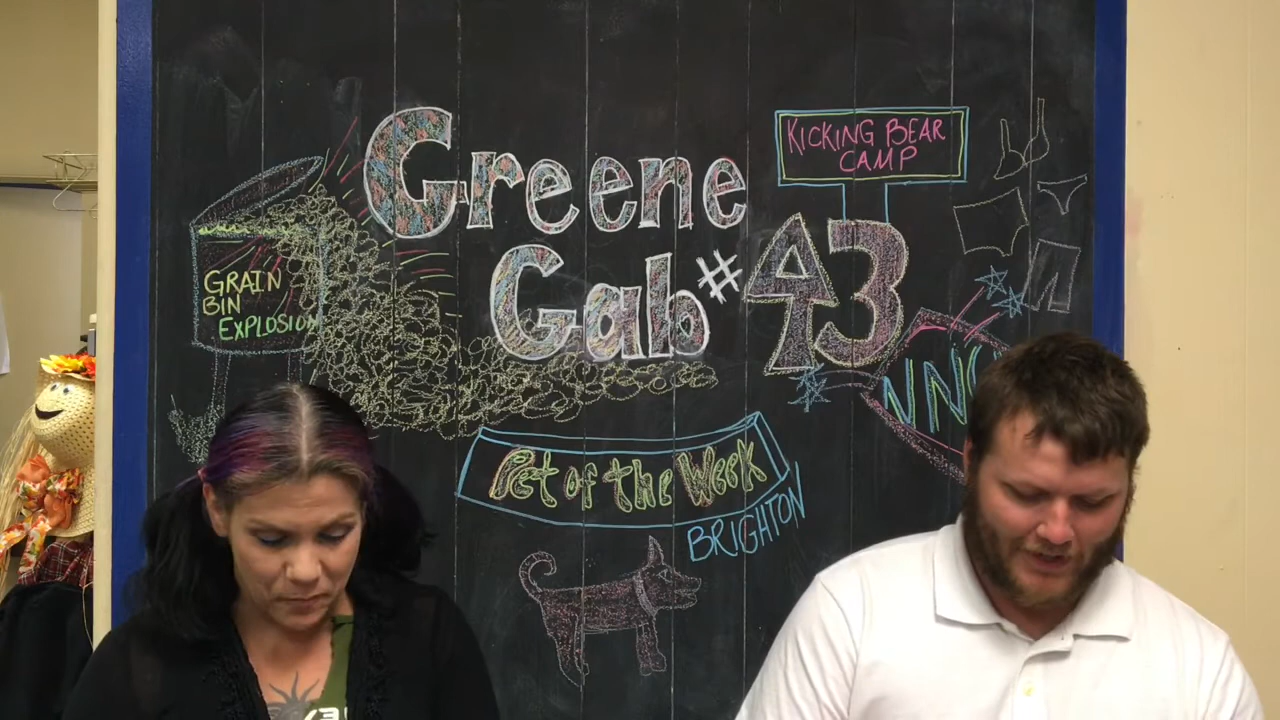 Greene
Gab #43
KICKING BEAR
CAMP
GRAIN
BIN
EXPLOSION
Pet of the Week
BRIGHTON